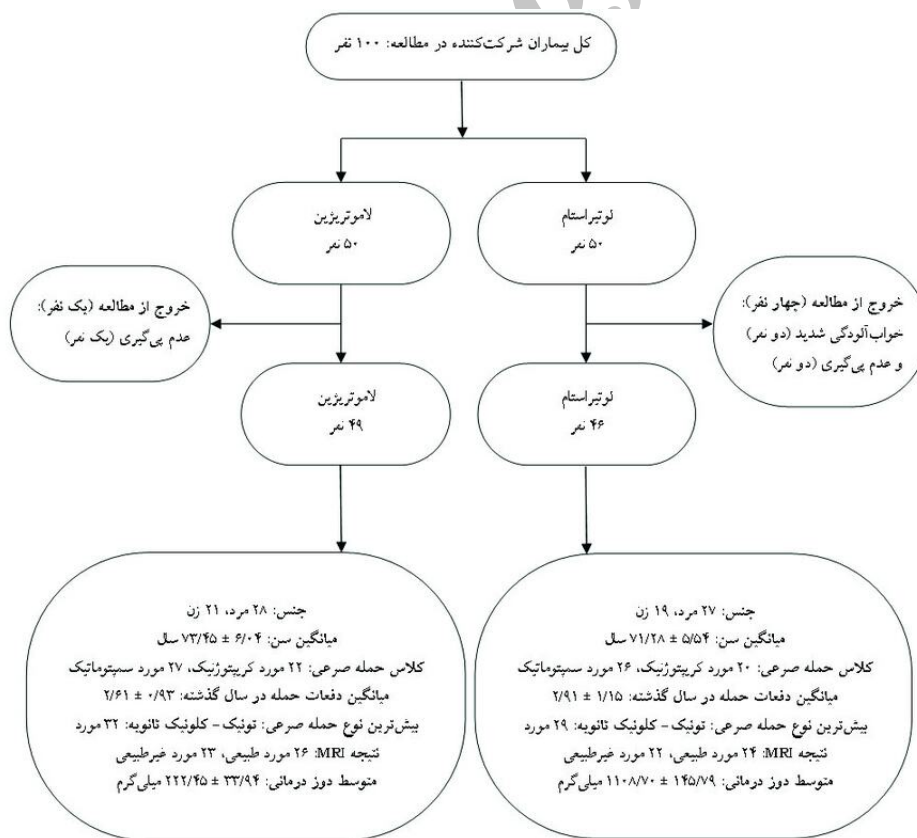 کل بیماران شرکت‌کننده در مطالعه: ۱۰۰ نفر
لوتیراستام
۵۰ نفر
لاموتریژین
۵۰ نفر
خروج از مطالعه (چهار نفر):
خواب‌آلودگی شدید (دو نفر)
و عدم پی‌گیری (دو نفر)
خروج از مطالعه (یک نفر):
عدم پی‌گیری (یک نفر)
لوتیراستام
۴۶ نفر
لاموتریژین
۴۹ نفر
جنس: ۲۷ مرد، ۱۹ زن
میانگین سن: ۵/۵۴ ± ۷۱/۲۸ سال
کلاس حمله صرعی: ۲۰ مورد کریپتوژنیک، ۲۶ مورد سمپتوماتیک
میانگین دفعات حمله در سال گذشته: ۱/۱۵ ± ۲/۹۱
بیش‌ترین نوع حمله صرعی: تونیک - کلونیک ثانویه: ۲۹ مورد
نتیجه MRI: ۲۴ مورد طبیعی، ۲۲ مورد غیرطبیعی
متوسط دوز درمانی: ۱۴۵/۷۹ ± ۱۱۰۸/۷۰ میلی‌گرم
جنس: ۲۸ مرد، ۲۱ زن
میانگین سن: ۶/۰۴ ± ۷۳/۴۵ سال
کلاس حمله صرعی: ۲۲ مورد کریپتوژنیک، ۲۷ مورد سمپتوماتیک
میانگین دفعات حمله در سال گذشته: ۰/۹۳ ± ۲/۶۱
بیش‌ترین نوع حمله صرعی: تونیک - کلونیک ثانویه: ۳۲ مورد
نتیجه MRI: ۲۶ مورد طبیعی، ۲۳ مورد غیرطبیعی
متوسط دوز درمانی: ۳۳/۹۴ ± ۲۲۲/۴۵ میلی‌گرم